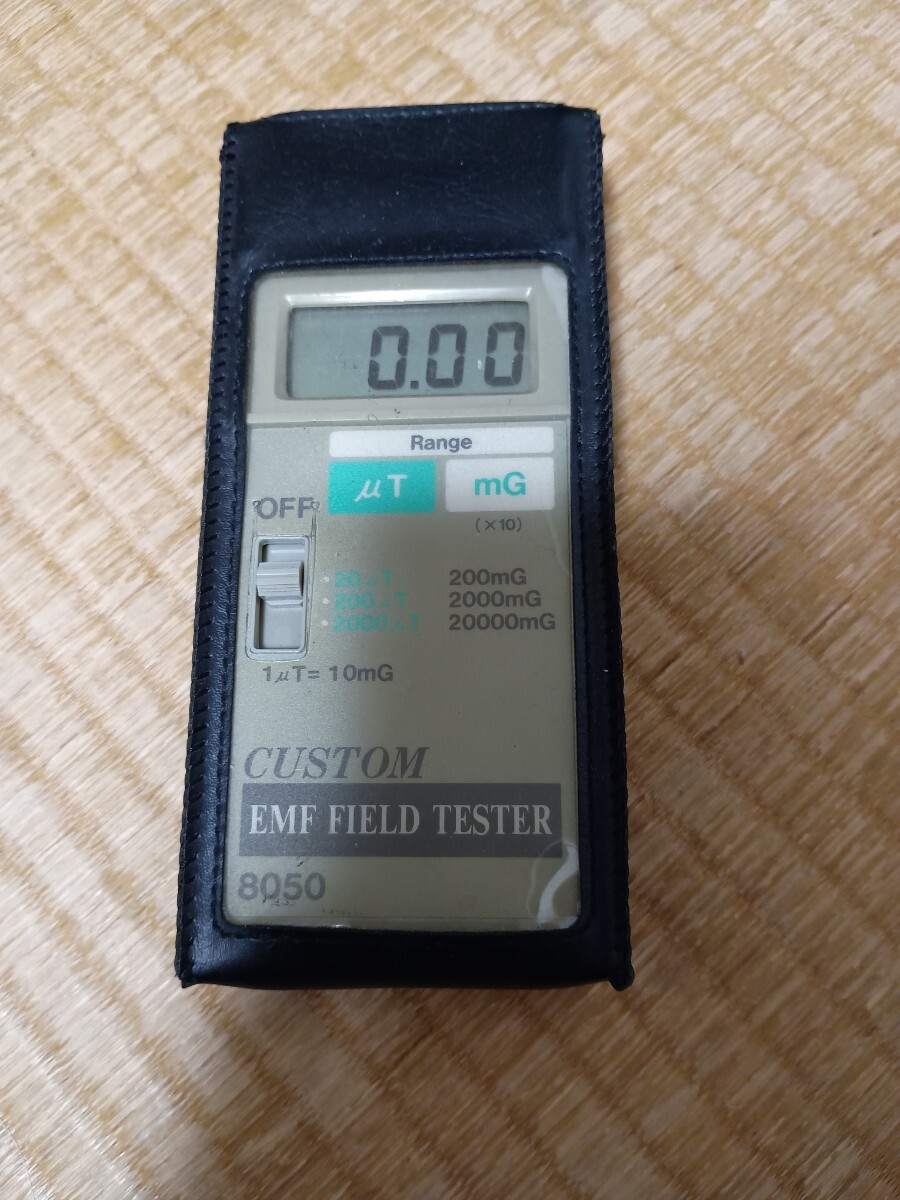 0.00
Range
μT mG
(×10)
OFF
20μT 200mG
200μT 2000mG
2000μT 20000mG
1μT= 10mG
CUSTOM
EMF FIELD TESTER
8050